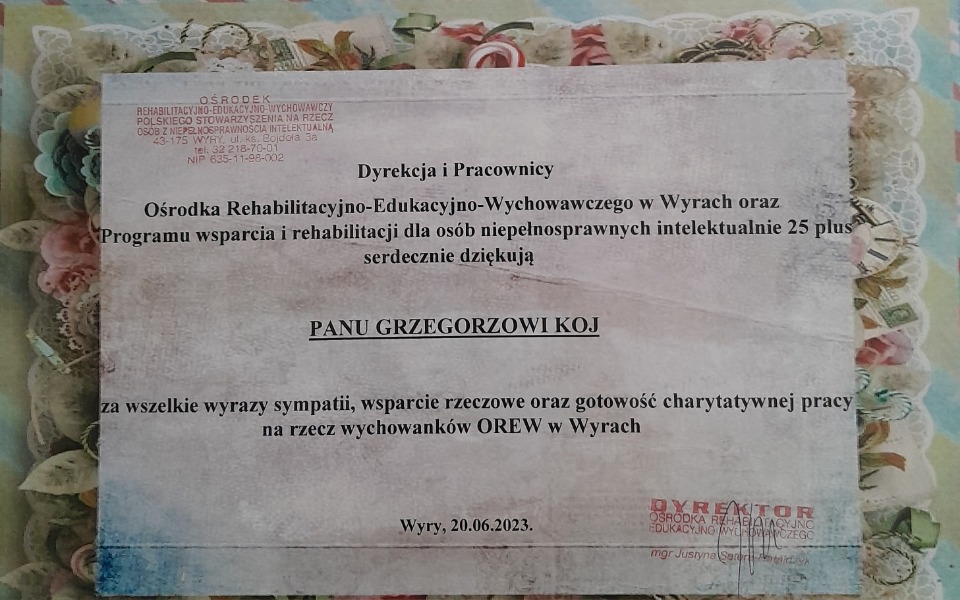 OŚRODEK
REHABILITACYJNO-EDUKACYJNO-WYCHOWAWCZY
POLSKIEGO STOWARZYSZENIA NA RZECZ
OSÓB Z NIEPEŁNOSPRAWNOŚCIĄ INTELEKTUALNĄ
43-175 WYRY, ul. ks. Bojdoła 3a
tel. 32 218-70-01
NIP 635-11-96-002
Dyrekcja i Pracownicy
Ośrodka Rehabilitacyjno-Edukacyjno-Wychowawczego w Wyrach oraz
Programu wsparcia i rehabilitacji dla osób niepełnosprawnych intelektualnie 25 plus
serdecznie dziękują
PANU GRZEGORZOWI KOJ
za wszelkie wyrazy sympatii, wsparcie rzeczowe oraz gotowość charytatywnej pracy
na rzecz wychowanków OREW w Wyrach
Wyry, 20.06.2023.
DYREKTOR
OŚRODKA REHABILITACYJNO
EDUKACYJNO WYCHOWAWCZEGO
mgr Justyna